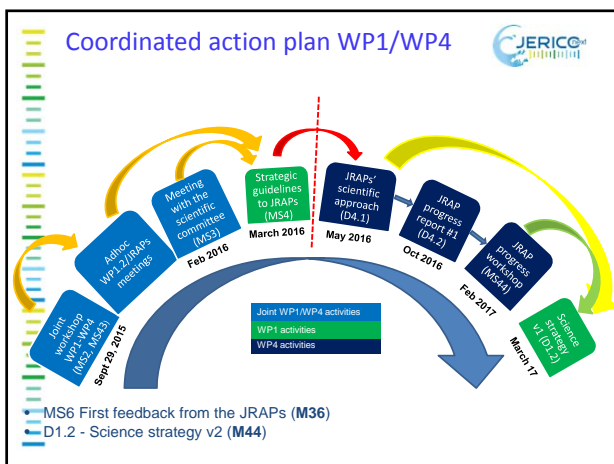 Coordinated action plan WP1/WP4
JERICO
next
Joint
workshop
WP1-WP4
(MS2, MS43)
Sept 29, 2015
Adhoc
WP1.2/JRAPs
meetings
Meeting
with the
scientific
committee
(MS3)
Feb 2016
Strategic
guidelines
to JRAPs
(MS4)
March 2016
JRAPs'
scientific
approach
(D4.1)
May 2016
JRAP
progress
report #1
(D4.2)
Oct 2016
JRAP
progress
workshop
(MS44)
Feb 2017
Science
strategy
v1 (D1.2)
March 17
Joint WP1/WP4 activities
WP1 activities
WP4 activities
• MS6 First feedback from the JRAPs (M36)
• D1.2 - Science strategy v2 (M44)